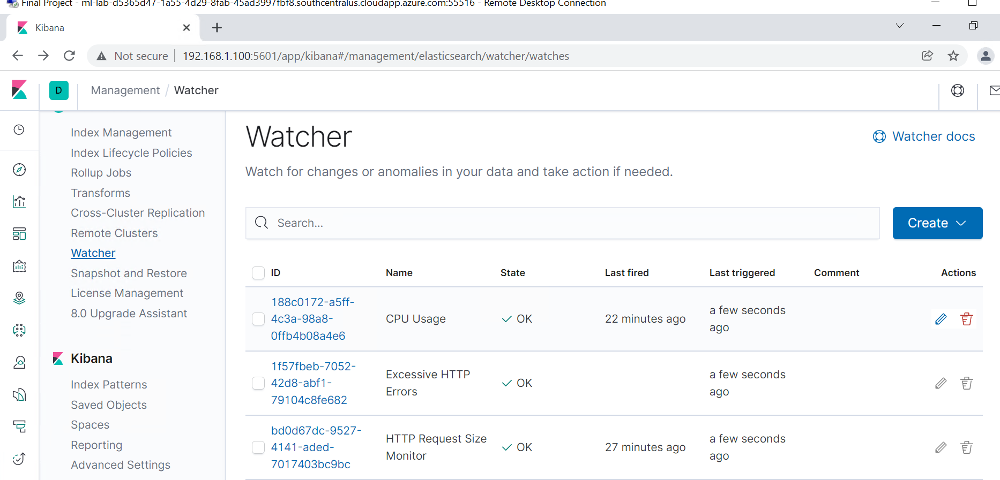 Final Project - ml-lab-d5365d47-1a55-4d29-8fab-45ad3997fbf8.southcentralus.cloudapp.azure.com:55516 - Remote Desktop Connection
Kibana
Not secure | 192.168.1.100:5601/app/kibana#/management/elasticsearch/watcher/watches
D
Management / Watcher
Index Management
Index Lifecycle Policies
Rollup Jobs
Transforms
Cross-Cluster Replication
Remote Clusters
Watcher
Snapshot and Restore
License Management
8.0 Upgrade Assistant
Kibana
Index Patterns
Saved Objects
Spaces
Reporting
Advanced Settings
Watcher
Watcher docs
Watch for changes or anomalies in your data and take action if needed.
Search...
Create
ID Name State Last fired Last triggered Comment Actions
188c0172-a5ff-
4c3a-98a8-
0ffb4b08a4e6
CPU Usage
OK
22 minutes ago
a few seconds
ago
1f57fbeb-7052-
42d8-abf1-
79104c8fe682
Excessive HTTP
Errors
OK
a few seconds
ago
bd0d67dc-9527-
4141-aded-
7017403bc9bc
HTTP Request Size
Monitor
OK
27 minutes ago
a few seconds
ago